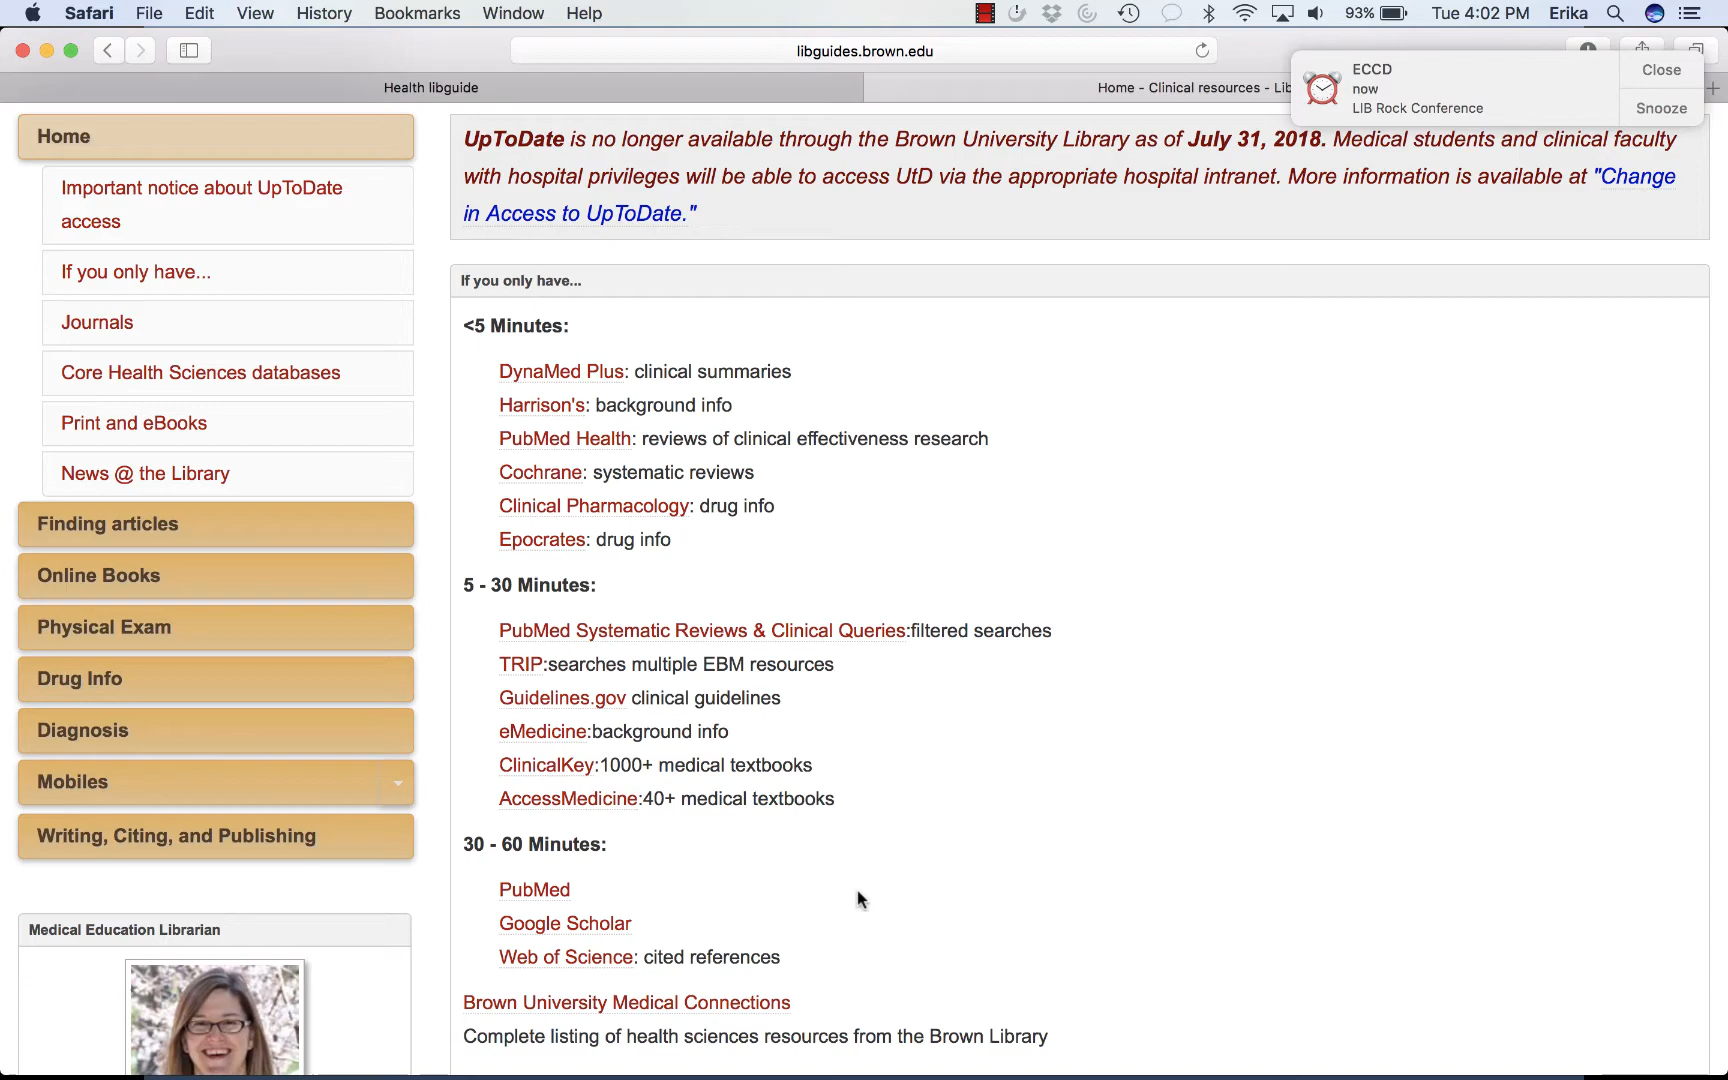 Safari File Edit View History Bookmarks Window Help 93% Tue 4:02 PM Erika
libguides.brown.edu
Health libguide
Home - Clinical resources - Lib
ECCD
now
LIB Rock Conference
Close
Snooze
Home
Important notice about UpToDate
access
If you only have...
Journals
Core Health Sciences databases
Print and eBooks
News @ the Library
Finding articles
Online Books
Physical Exam
Drug Info
Diagnosis
Mobiles
Writing, Citing, and Publishing
Medical Education Librarian
UpToDate is no longer available through the Brown University Library as of July 31, 2018. Medical students and clinical faculty
with hospital privileges will be able to access UtD via the appropriate hospital intranet. More information is available at "Change
in Access to UpToDate."
If you only have...
<5 Minutes:
DynaMed Plus: clinical summaries
Harrison's: background info
PubMed Health: reviews of clinical effectiveness research
Cochrane: systematic reviews
Clinical Pharmacology: drug info
Epocrates: drug info
5 - 30 Minutes:
PubMed Systematic Reviews & Clinical Queries:filtered searches
TRIP:searches multiple EBM resources
Guidelines.gov clinical guidelines
eMedicine:background info
ClinicalKey:1000+ medical textbooks
AccessMedicine:40+ medical textbooks
30 - 60 Minutes:
PubMed
Google Scholar
Web of Science: cited references
Brown University Medical Connections
Complete listing of health sciences resources from the Brown Library